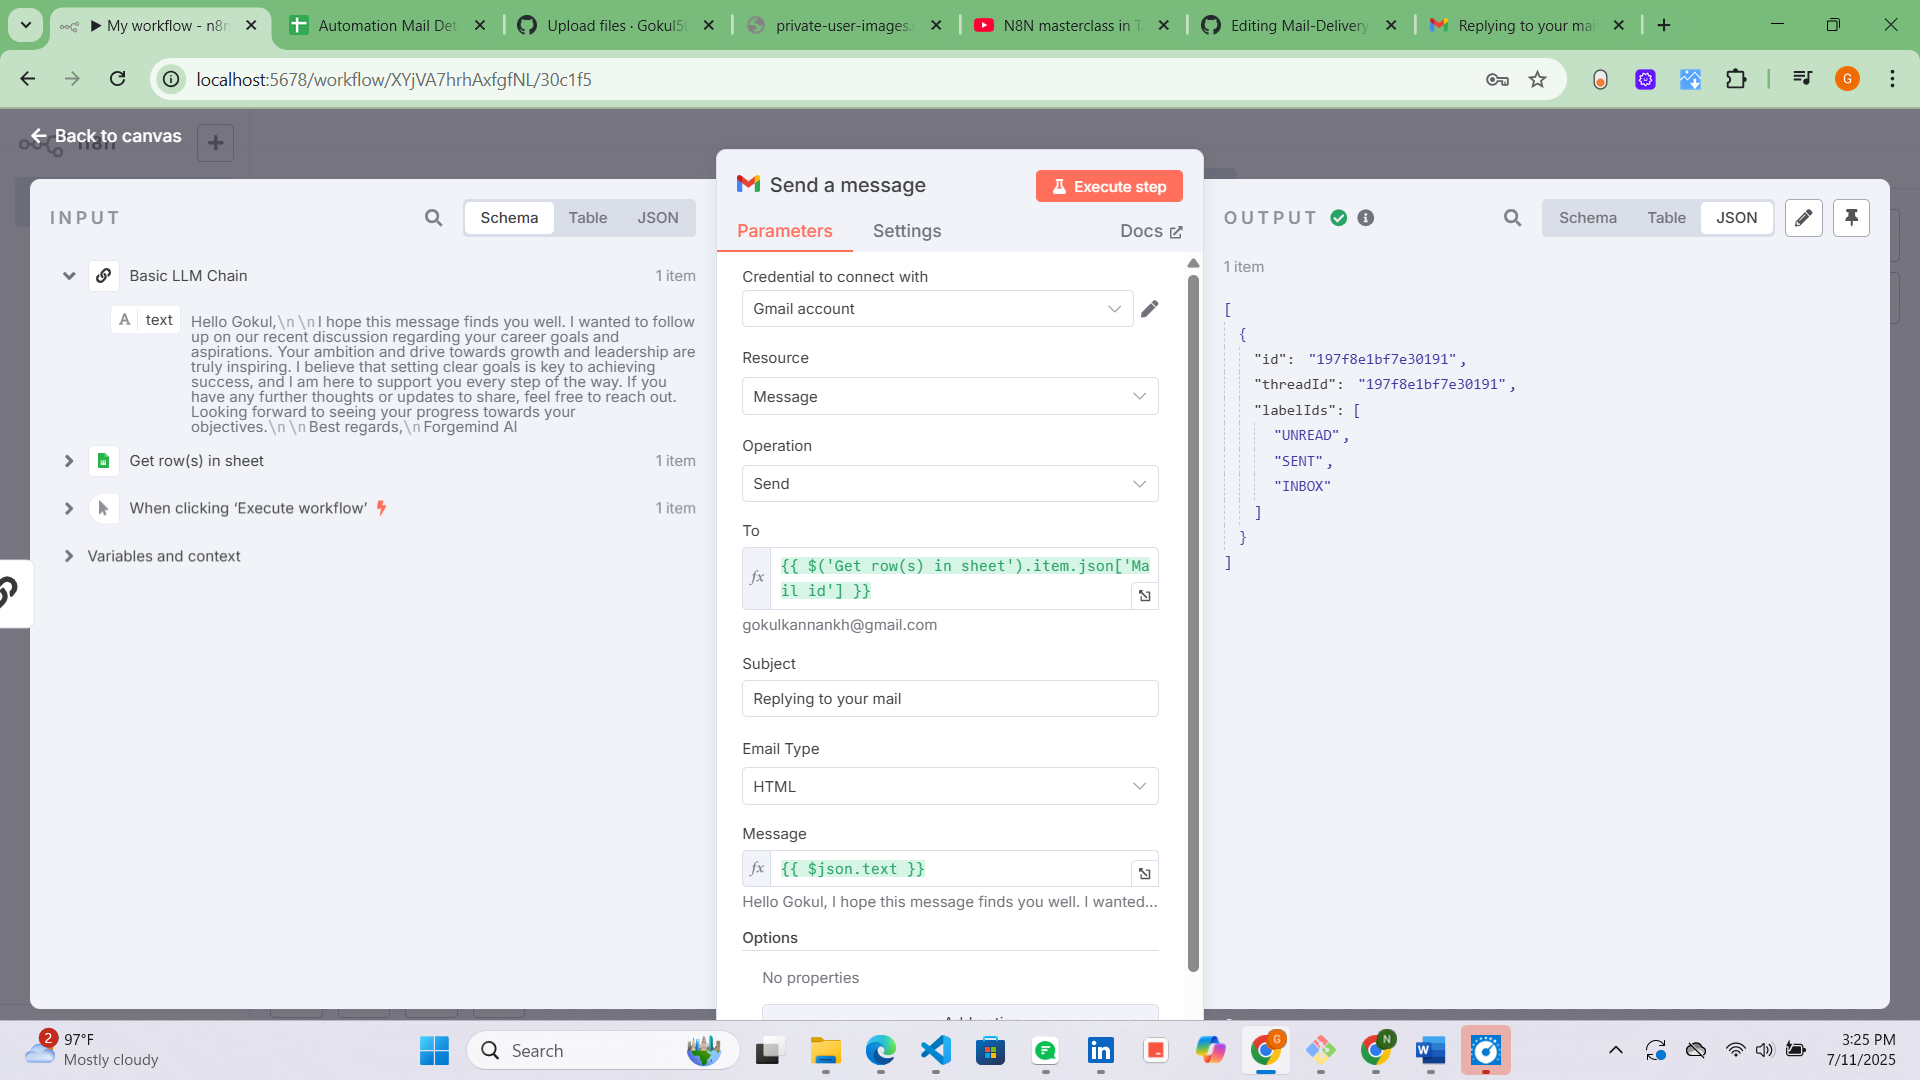 My workflow - n8n
Automation Mail Det
Upload files · Gokul5
private-user-images.
N8N masterclass in T
Editing Mail-Delivery
Replying to your mai
localhost:5678/workflow/XYjVA7hrhAxfgfNL/30c1f5
G
Back to canvas
n8n
INPUT
Schema
Table
JSON
Basic LLM Chain
1 item
A
text
Hello Gokul,\n\nI hope this message finds you well. I wanted to follow
up on our recent discussion regarding your career goals and
aspirations. Your ambition and drive towards growth and leadership are
truly inspiring. I believe that setting clear goals is key to achieving
success, and I am here to support you every step of the way. If you
have any further thoughts or updates to share, feel free to reach out.
Looking forward to seeing your progress towards your
objectives.\n\nBest regards,\nForgemind AI
Get row(s) in sheet
1 item
When clicking ‘Execute workflow’
1 item
Variables and context
Send a message
Execute step
Parameters
Settings
Docs
Credential to connect with
Gmail account
Resource
Message
Operation
Send
To
fx
{{ $('Get row(s) in sheet').item.json['Ma
il id'] }}
gokulkannankh@gmail.com
Subject
Replying to your mail
Email Type
HTML
Message
fx
{{ $json.text }}
Hello Gokul, I hope this message finds you well. I wanted...
Options
No properties
OUTPUT
Schema
Table
JSON
1 item
[
{
"id": "197f8e1bf7e30191",
"threadId": "197f8e1bf7e30191",
"labelIds": [
"UNREAD",
"SENT",
"INBOX"
]
}
]
2
97°F
Mostly cloudy
Search
G
N
3:25 PM
7/11/2025